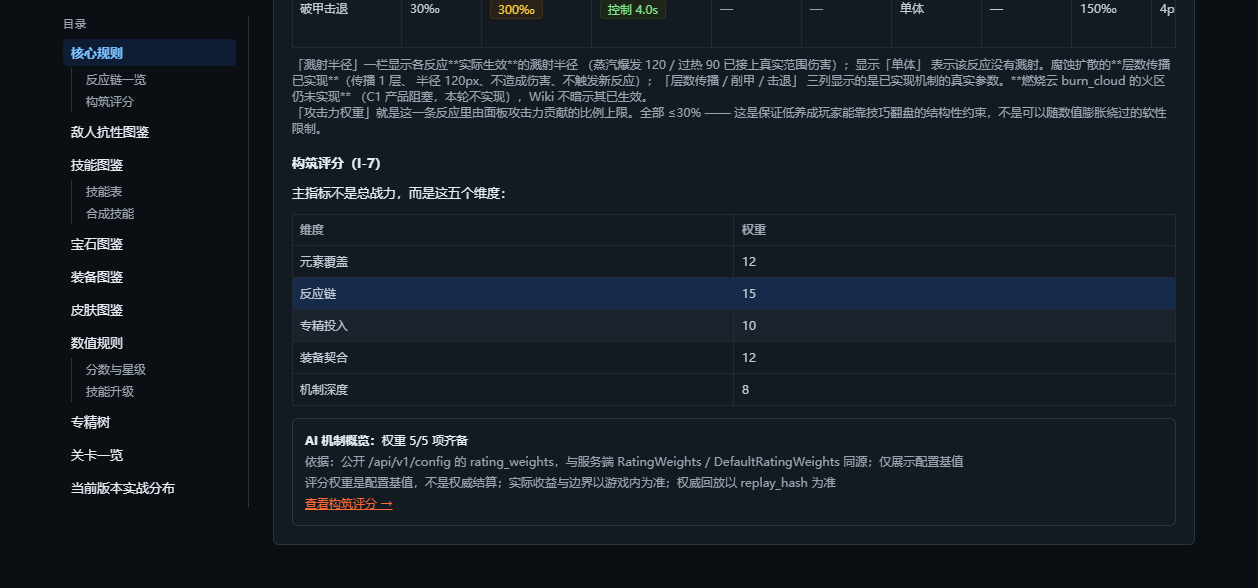 目录
核心规则
反应链一览
构筑评分
敌人抗性图鉴
技能图鉴
技能表
合成技能
宝石图鉴
装备图鉴
皮肤图鉴
数值规则
分数与星级
技能升级
专精树
关卡一览
当前版本实战分布
破甲击退 30‰ 300‰ 控制 4.0s — — 单体 — 150‰ 4p
「溅射半径」一栏显示各反应**实际生效**的溅射半径 （蒸汽爆发 120 / 过热 90 已接上真实范围伤害）；显示「单体」 表示该反应没有溅射。腐蚀扩散的**层数传播
已实现**（传播 1 层、 半径 120px、不造成伤害、不触发新反应）；「层数传播 / 削甲 / 击退」 三列显示的是已实现机制的真实参数。**燃烧云 burn_cloud 的火区
仍未实现** （C1 产品阻塞，本轮不实现），Wiki 不暗示其已生效。
「攻击力权重」就是这一条反应里由面板攻击力贡献的比例上限。全部 ≤30% —— 这是保证低养成玩家能靠技巧翻盘的结构性约束，不是可以随数值膨胀绕过的软性
限制。
构筑评分（I-7）
主指标不是总战力，而是这五个维度：
维度 权重
元素覆盖 12
反应链 15
专精投入 10
装备契合 12
机制深度 8
AI 机制概览：权重 5/5 项齐备
依据：公开 /api/v1/config 的 rating_weights，与服务端 RatingWeights / DefaultRatingWeights 同源；仅展示配置基值
评分权重是配置基值，不是权威结算；实际收益与边界以游戏内为准；权威回放以 replay_hash 为准
查看构筑评分 →